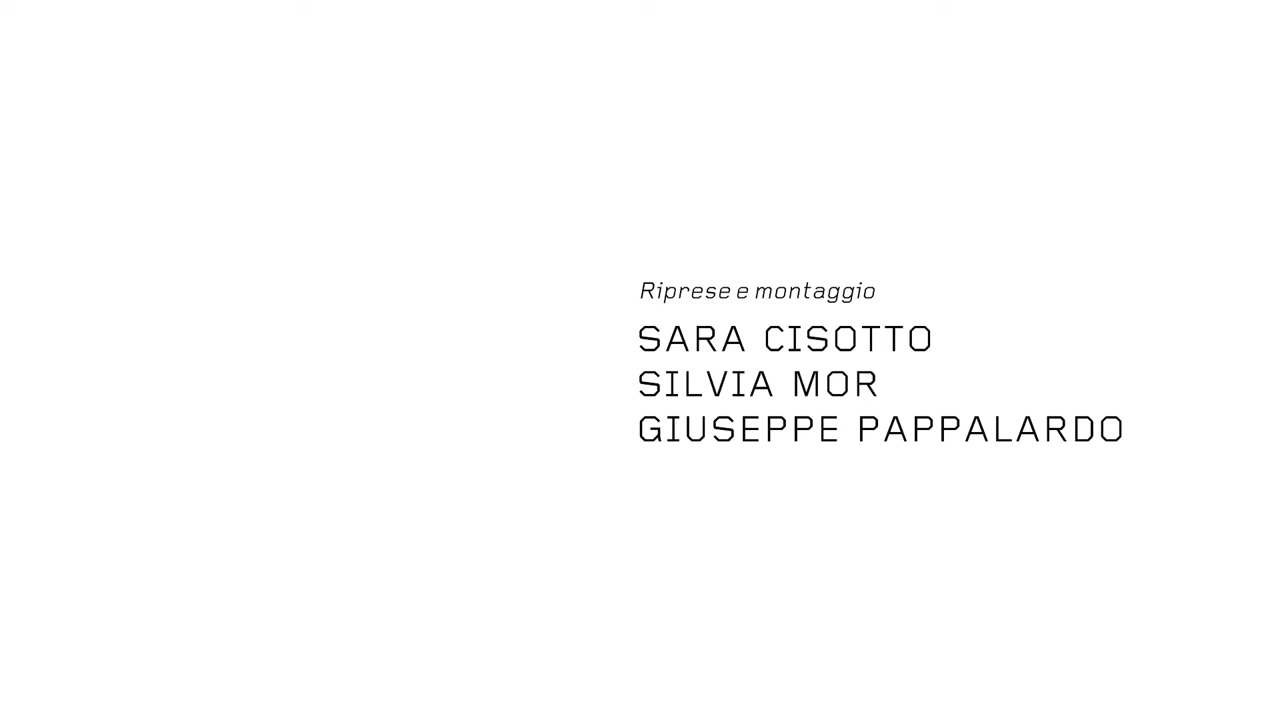 Riprese e montaggio
SARA CISOTTO
SILVIA MOR
GIUSEPPE PAPPALARDO